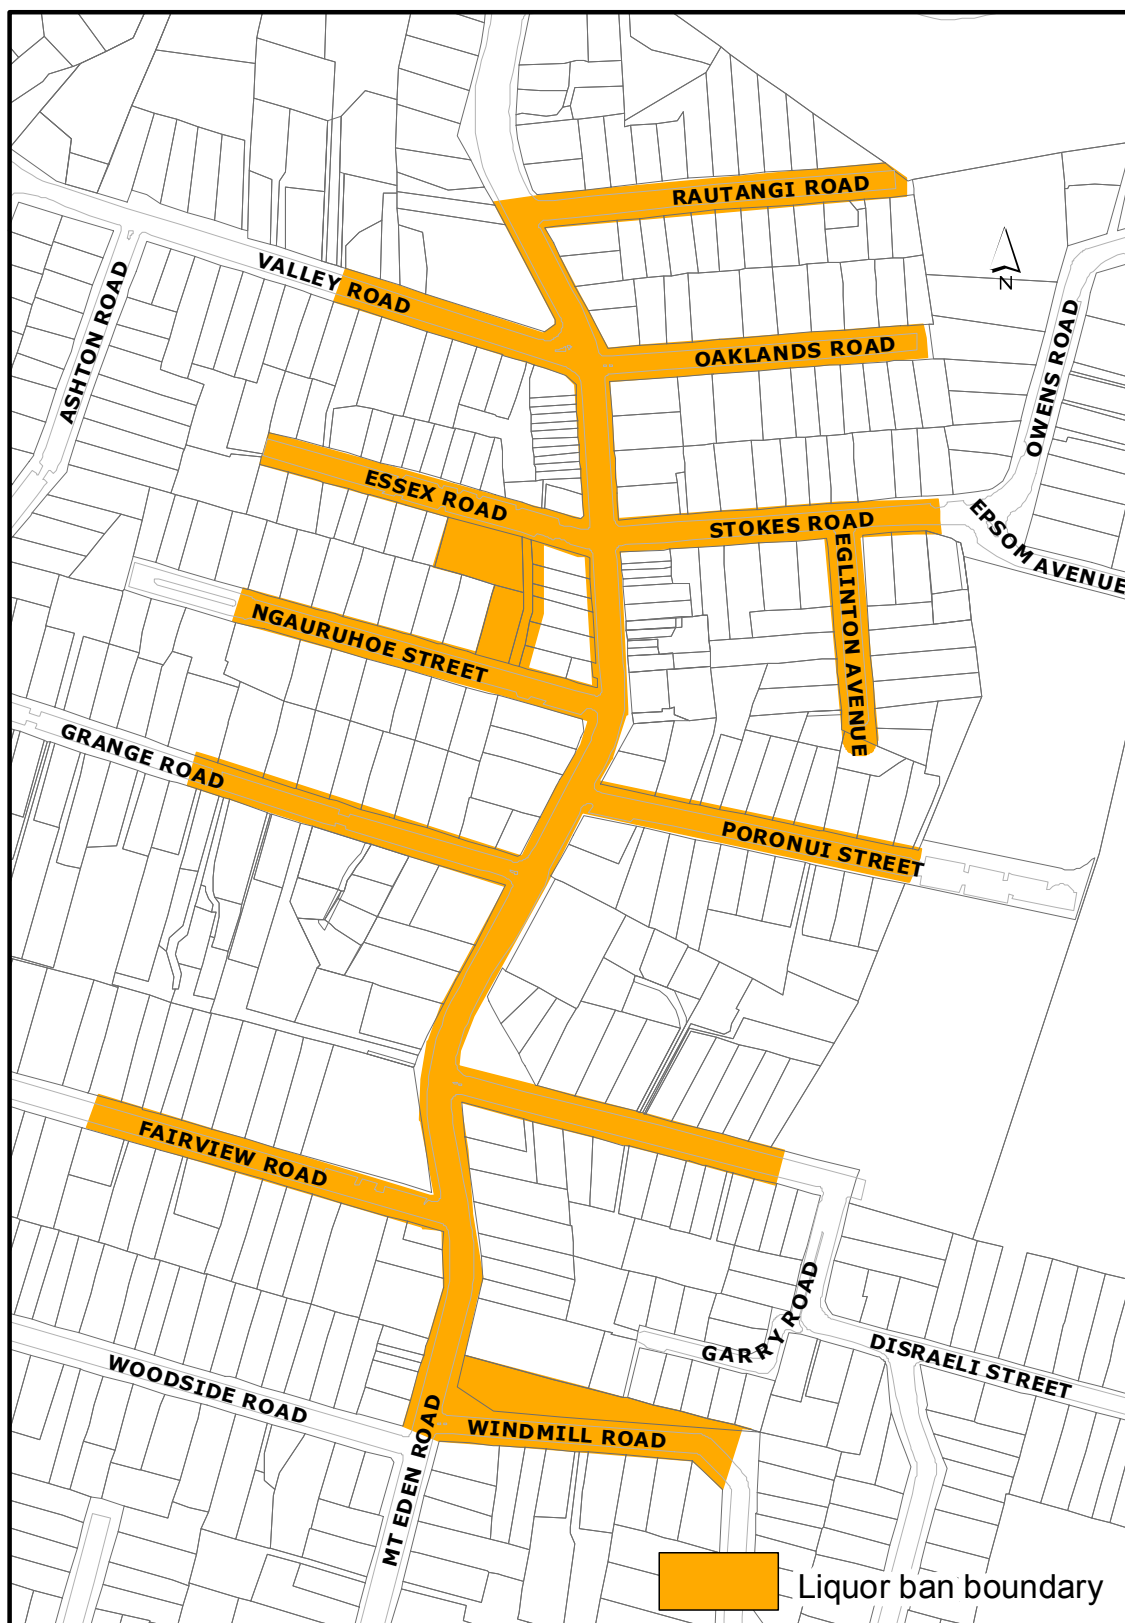 RAUTANGI ROAD
VALLEY ROAD
ASHTON ROAD
N
OWENS ROAD
OAKLANDS ROAD
ESSEX ROAD
STOKES ROAD
EPSOM AVENUE
EGLINTON AVENUE
NGAURUHOE STREET
GRANGE ROAD
PORONUI STREET
FAIRVIEW ROAD
GARRY ROAD
DISRAELI STREET
WOODSIDE ROAD
MT EDEN ROAD
WINDMILL ROAD
Liquor ban boundary